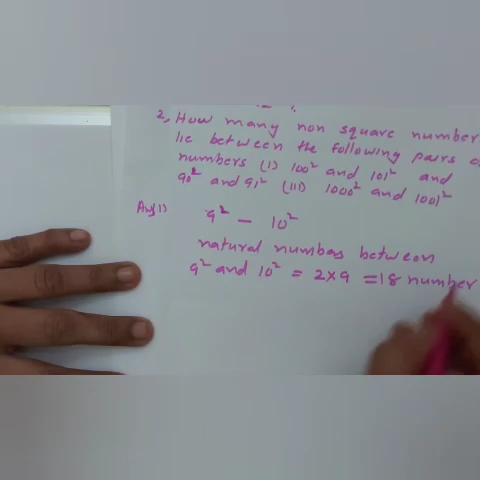 2, How many non square number
lie between the following pairs o
numbers (i) 100² and 101² and
90² and 91² (iii) 1000² and 1001²
Ans 1) 9² - 10²
natural numbers between
9² and 10² = 2×9 = 18 number